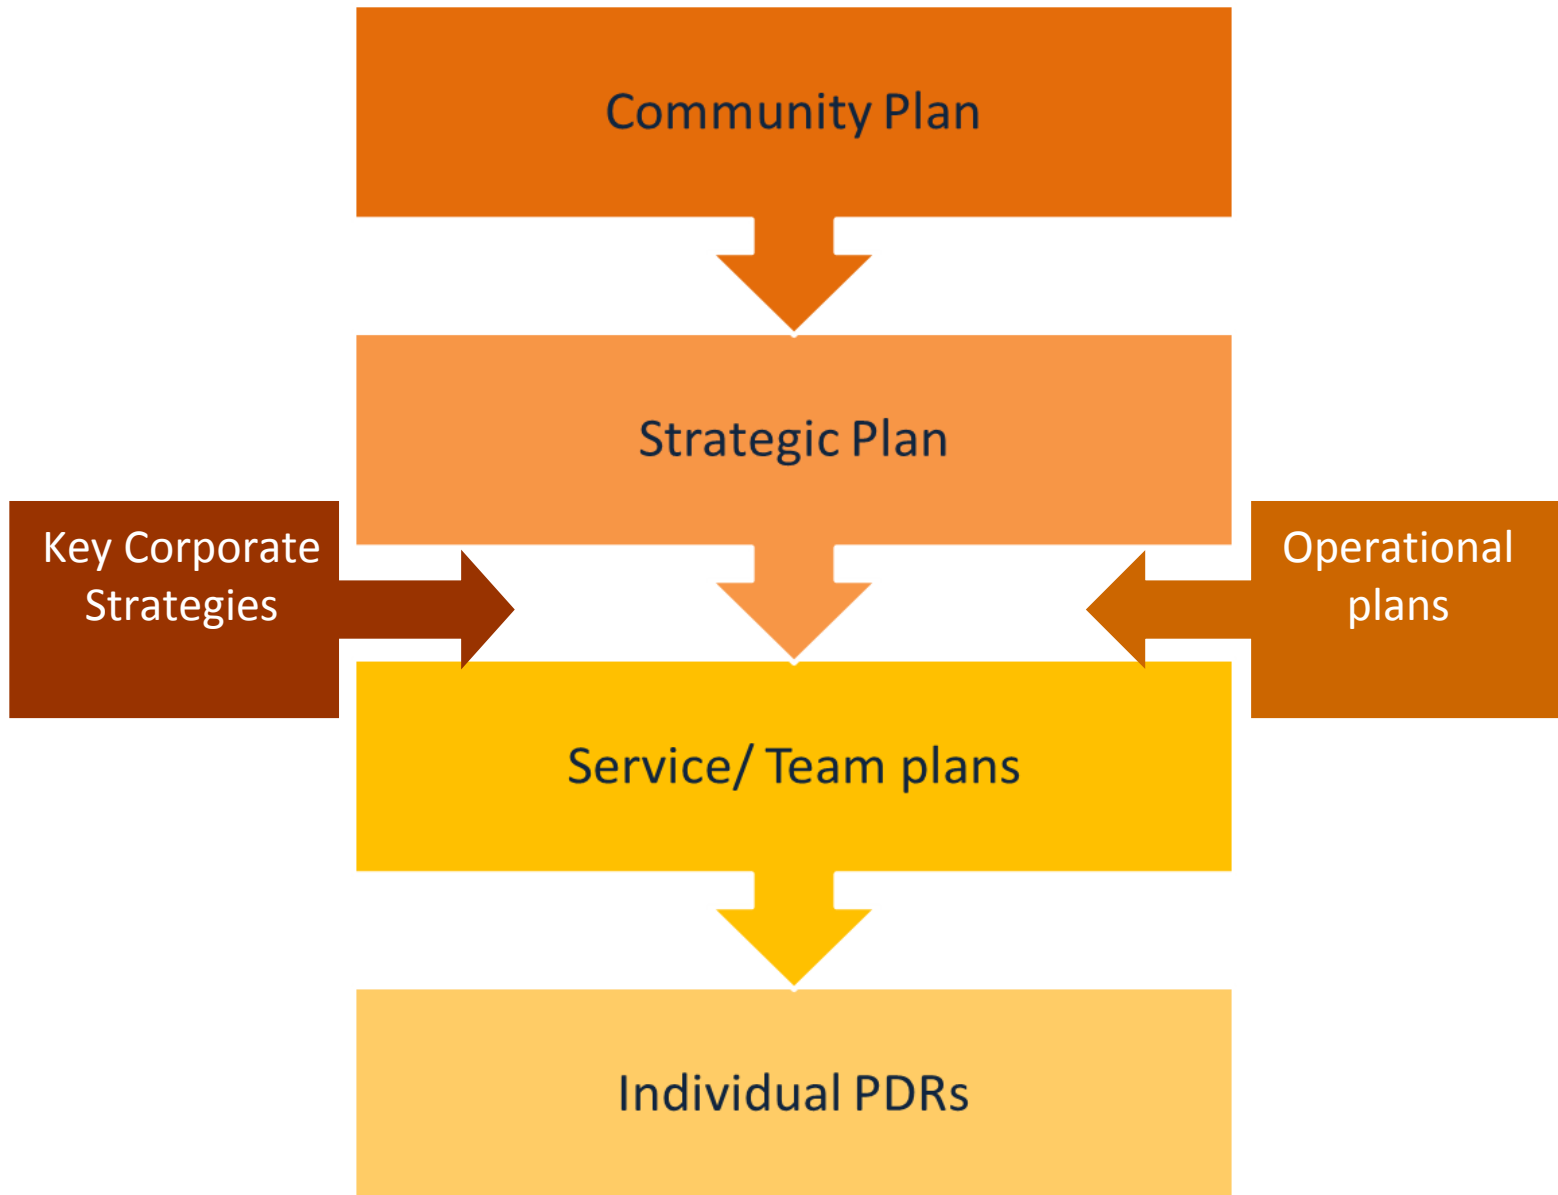 Community Plan
Strategic Plan
Key Corporate
Strategies
Operational
plans
Service/ Team plans
Individual PDRs